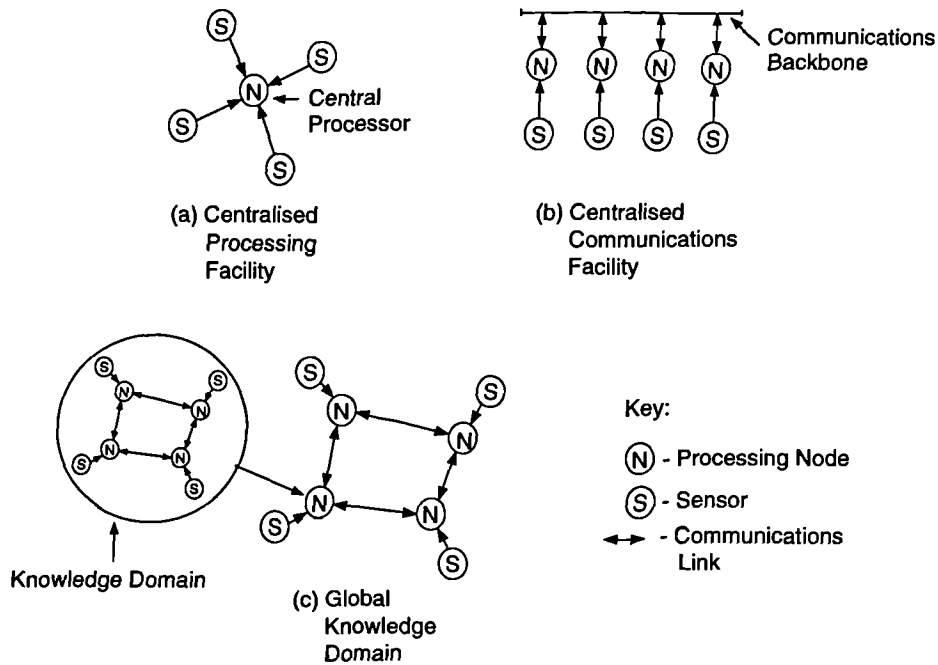 S
S
N
S
S
Central
Processor
(a) Centralised
Processing
Facility
Communications
Backbone
N N N N
S S S S
(b) Centralised
Communications
Facility
S S
N
N
N
N
S
S
Knowledge Domain
S
S
N
N
N
N
S
S
(c) Global
Knowledge
Domain
Key:
N - Processing Node
S - Sensor
- Communications
Link